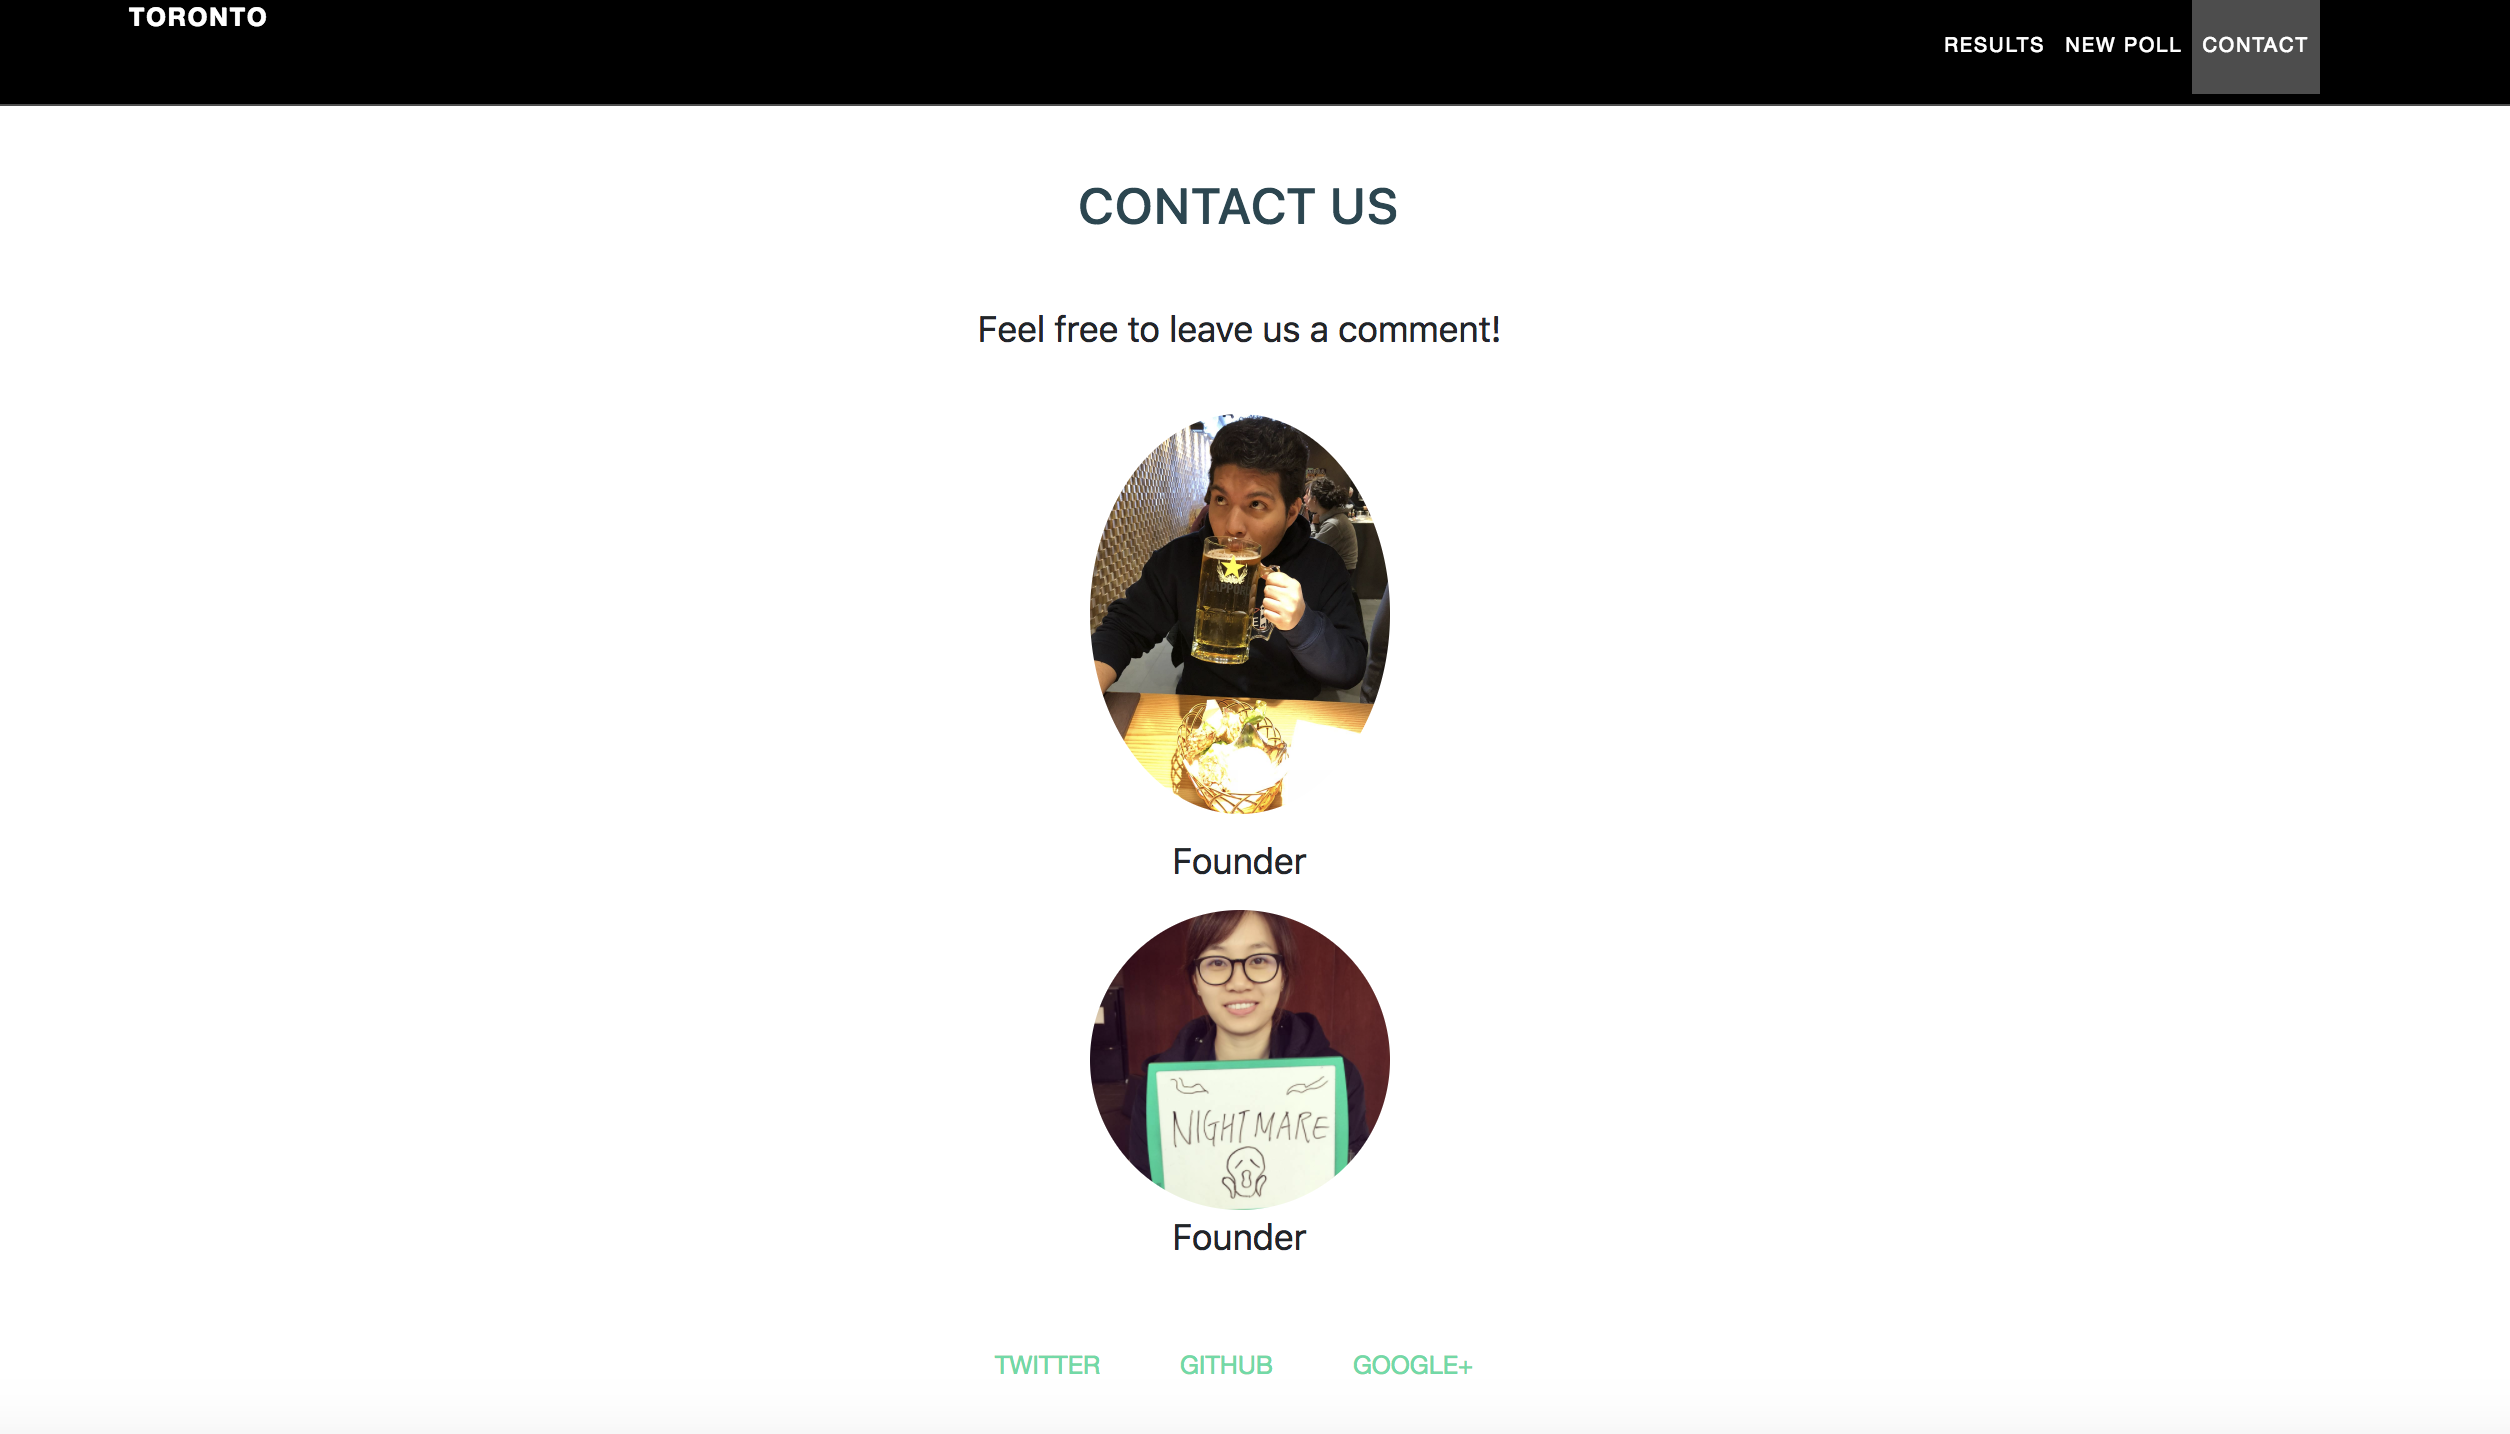 TORONTO
RESULTS NEW POLL CONTACT
CONTACT US
Feel free to leave us a comment!
SAPPORO
Founder
NIGHTMARE
Founder
TWITTER GITHUB GOOGLE+